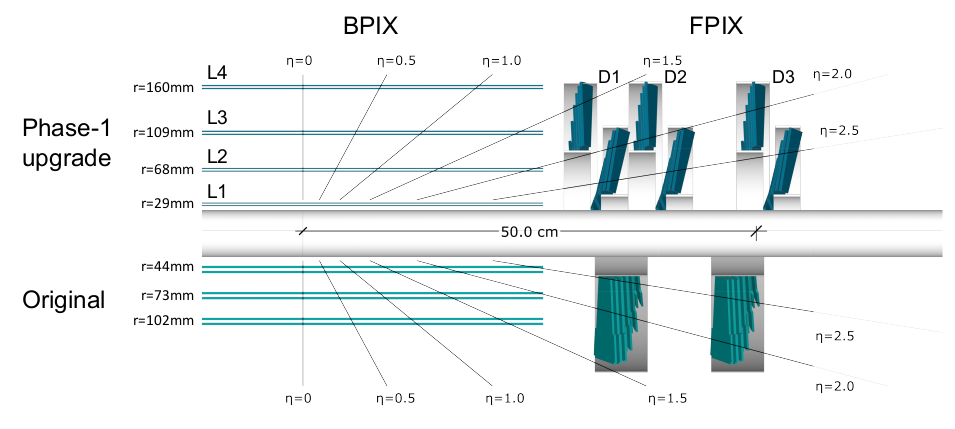 BPIX FPIX
η=0 η=0.5 η=1.0 η=1.5 η=2.0
L4 D1 D2 D3
r=160mm
L3
r=109mm η=2.5
Phase-1
upgrade
L2
r=68mm
L1
r=29mm
50.0 cm
r=44mm
r=73mm
Original
r=102mm
η=2.5
η=2.0
η=0 η=0.5 η=1.0 η=1.5